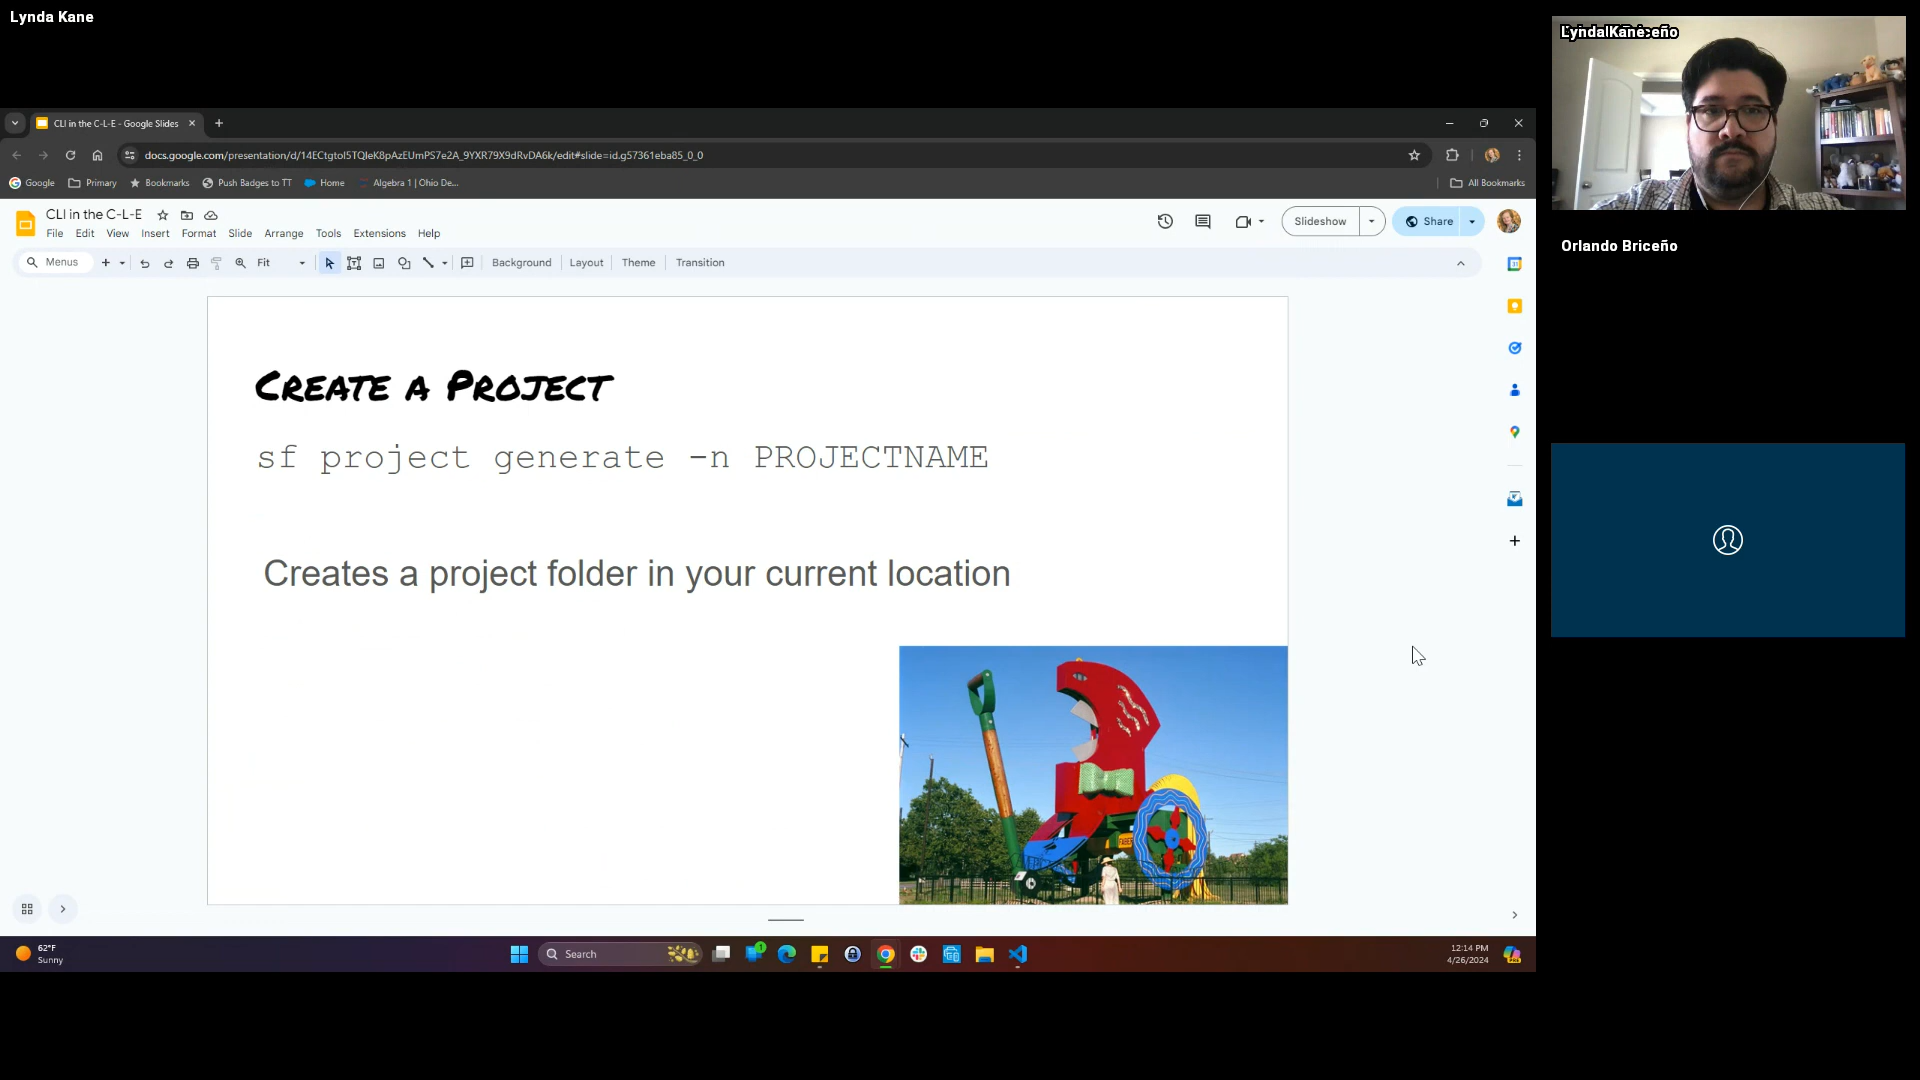 Lynda Kane
CLI in the C-L-E - Google Slides
docs.google.com/presentation/d/14ECtgtoI5TQJeK8pAzEUmPS7e2A_9YXR79X9dRvDA6k/edit#slide=id.g57361eba85_0_0
Google Primary Bookmarks Push Badges to TT Home Algebra 1 | Ohio De... All Bookmarks
CLI in the C-L-E
File Edit View Insert Format Slide Arrange Tools Extensions Help
Slideshow Share
Menus Fit Background Layout Theme Transition
Create a Project
sf project generate -n PROJECTNAME
Creates a project folder in your current location
62°F
Sunny
Search
12:14 PM
4/26/2024
Orlando Briceño